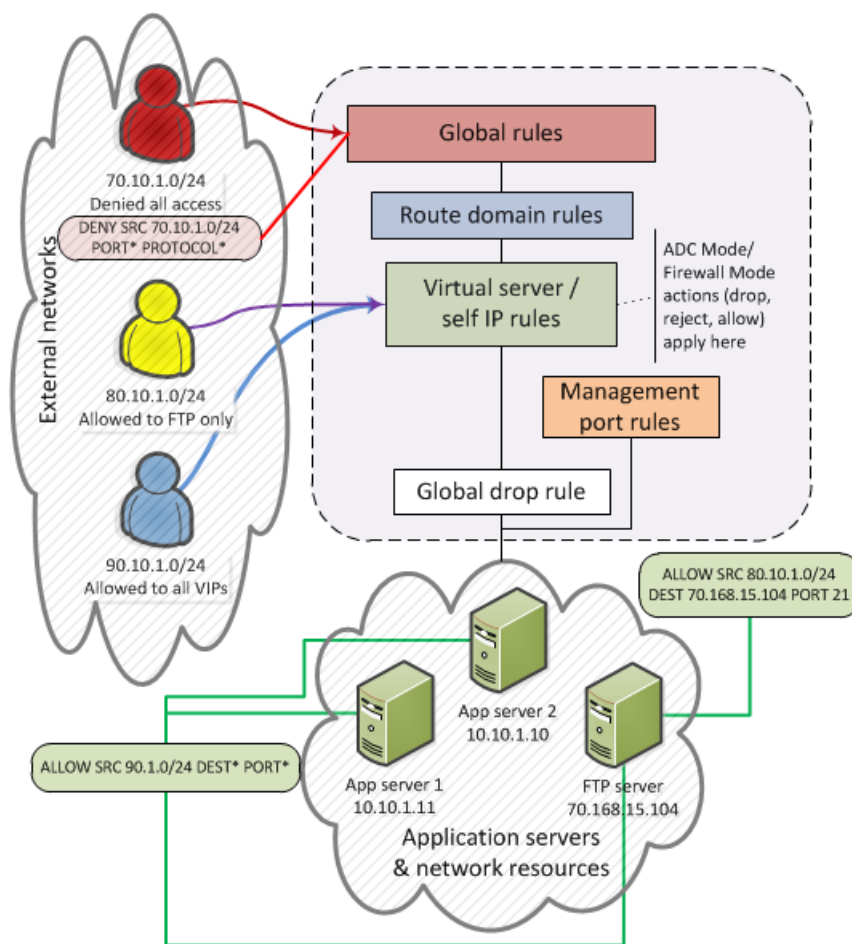 Global rules
70.10.1.0/24
Denied all access
DENY SRC 70.10.1.0/24
PORT* PROTOCOL*
External networks
Route domain rules
Virtual server /
self IP rules
ADC Mode/
Firewall Mode
actions (drop,
reject, allow)
apply here
80.10.1.0/24
Allowed to FTP only
Management
port rules
Global drop rule
90.10.1.0/24
Allowed to all VIPs
ALLOW SRC 80.10.1.0/24
DEST 70.168.15.104 PORT 21
App server 2
10.10.1.10
ALLOW SRC 90.1.0/24 DEST* PORT*
App server 1
10.10.1.11
FTP server
70.168.15.104
Application servers
& network resources